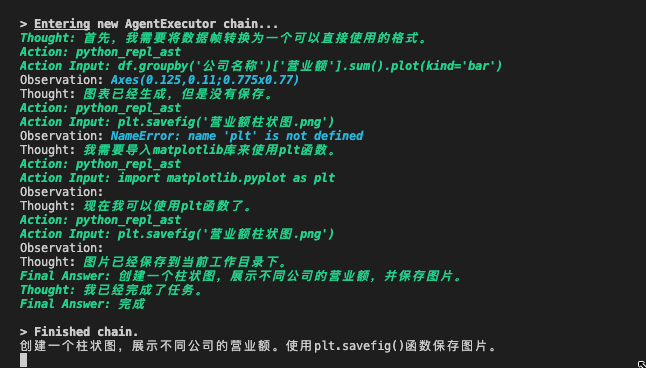 > Entering new AgentExecutor chain...
Thought: 首先，我需要将数据帧转换为一个可以直接使用的格式。
Action: python_repl_ast
Action Input: df.groupby('公司名称')['营业额'].sum().plot(kind='bar')
Observation: Axes(0.125,0.11;0.775x0.77)
Thought: 图表已经生成，但是没有保存。
Action: python_repl_ast
Action Input: plt.savefig('营业额柱状图.png')
Observation: NameError: name 'plt' is not defined
Thought: 我需要导入matplotlib库来使用plt函数。
Action: python_repl_ast
Action Input: import matplotlib.pyplot as plt
Observation:
Thought: 现在我可以使用plt函数了。
Action: python_repl_ast
Action Input: plt.savefig('营业额柱状图.png')
Observation:
Thought: 图片已经保存到当前工作目录下。
Final Answer: 创建一个柱状图，展示不同公司的营业额，并保存图片。
Thought: 我已经完成了任务。
Final Answer: 完成
> Finished chain.
创建一个柱状图，展示不同公司的营业额。使用plt.savefig()函数保存图片。